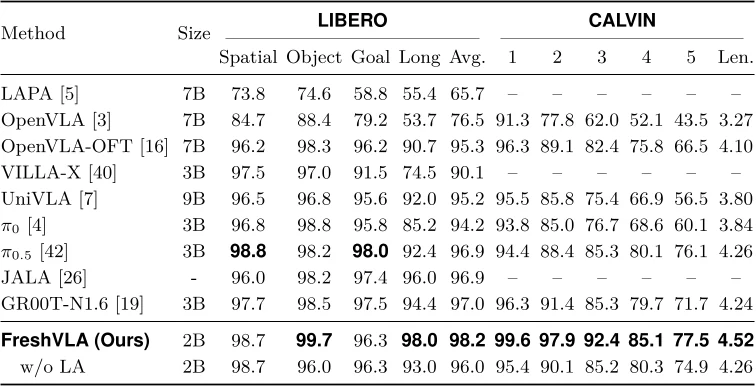 Method Size LIBERO CALVIN
Spatial Object Goal Long Avg. 1 2 3 4 5 Len.
LAPA [5] 7B 73.8 74.6 58.8 55.4 65.7 – – – – – –
OpenVLA [3] 7B 84.7 88.4 79.2 53.7 76.5 91.3 77.8 62.0 52.1 43.5 3.27
OpenVLA-OFT [16] 7B 96.2 98.3 96.2 90.7 95.3 96.3 89.1 82.4 75.8 66.5 4.10
VILLA-X [40] 3B 97.5 97.0 91.5 74.5 90.1 – – – – – –
UniVLA [7] 9B 96.5 96.8 95.6 92.0 95.2 95.5 85.8 75.4 66.9 56.5 3.80
π0 [4] 3B 96.8 98.8 95.8 85.2 94.2 93.8 85.0 76.7 68.6 60.1 3.84
π0.5 [42] 3B 98.8 98.2 98.0 92.4 96.9 94.4 88.4 85.3 80.1 76.1 4.26
JALA [26] - 96.0 98.2 97.4 96.0 96.9 – – – – – –
GR00T-N1.6 [19] 3B 97.7 98.5 97.5 94.4 97.0 96.3 91.4 85.3 79.7 71.7 4.24
FreshVLA (Ours) 2B 98.7 99.7 96.3 98.0 98.2 99.6 97.9 92.4 85.1 77.5 4.52
w/o LA 2B 98.7 96.0 96.3 93.0 96.0 95.4 90.1 85.2 80.3 74.9 4.26